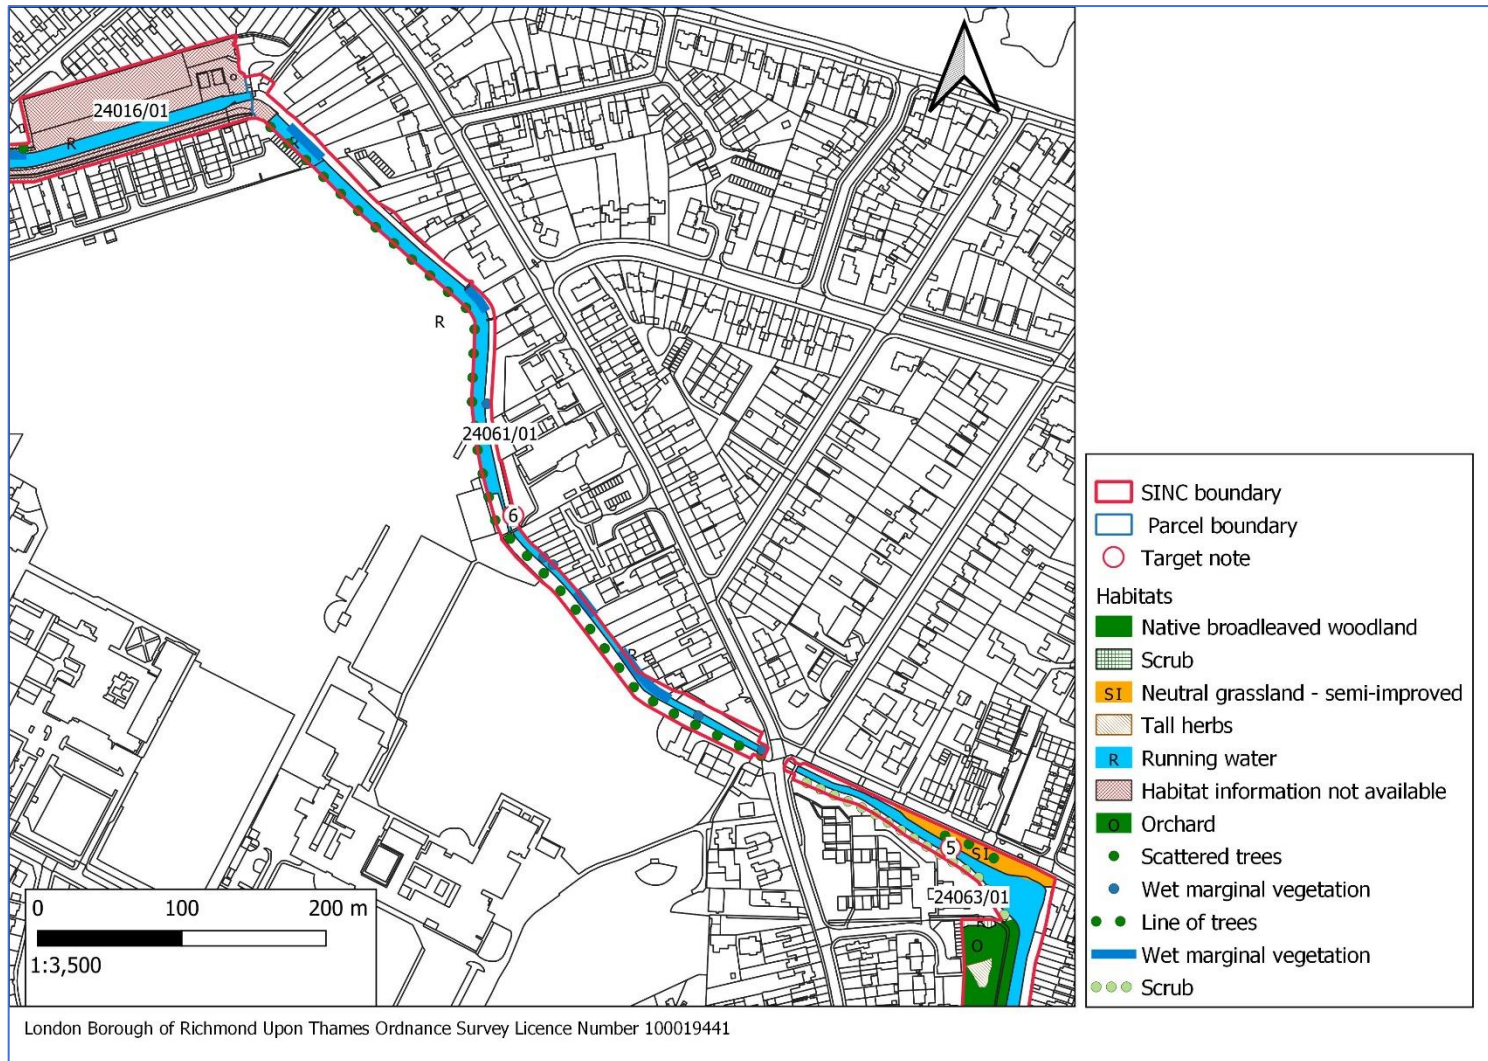 24016/01
R
R
R
24061/01
6
R
5
SI
24063/01
R
O
0 100 200 m
1:3,500
SINC boundary
Parcel boundary
Target note
Habitats
Native broadleaved woodland
Scrub
SI Neutral grassland - semi-improved
Tall herbs
R Running water
Habitat information not available
O Orchard
Scattered trees
Wet marginal vegetation
Line of trees
Wet marginal vegetation
Scrub
London Borough of Richmond Upon Thames Ordnance Survey Licence Number 100019441